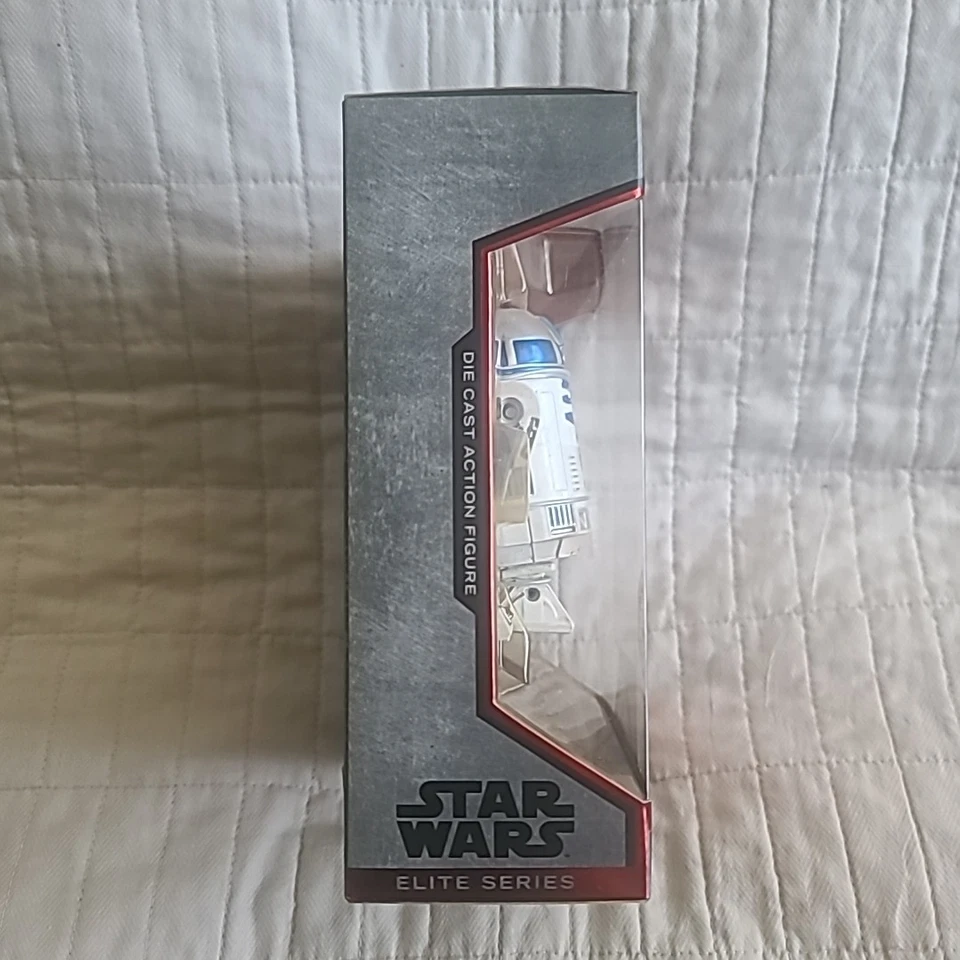 DIE CAST ACTION FIGURE
STAR
WARS
ELITE SERIES